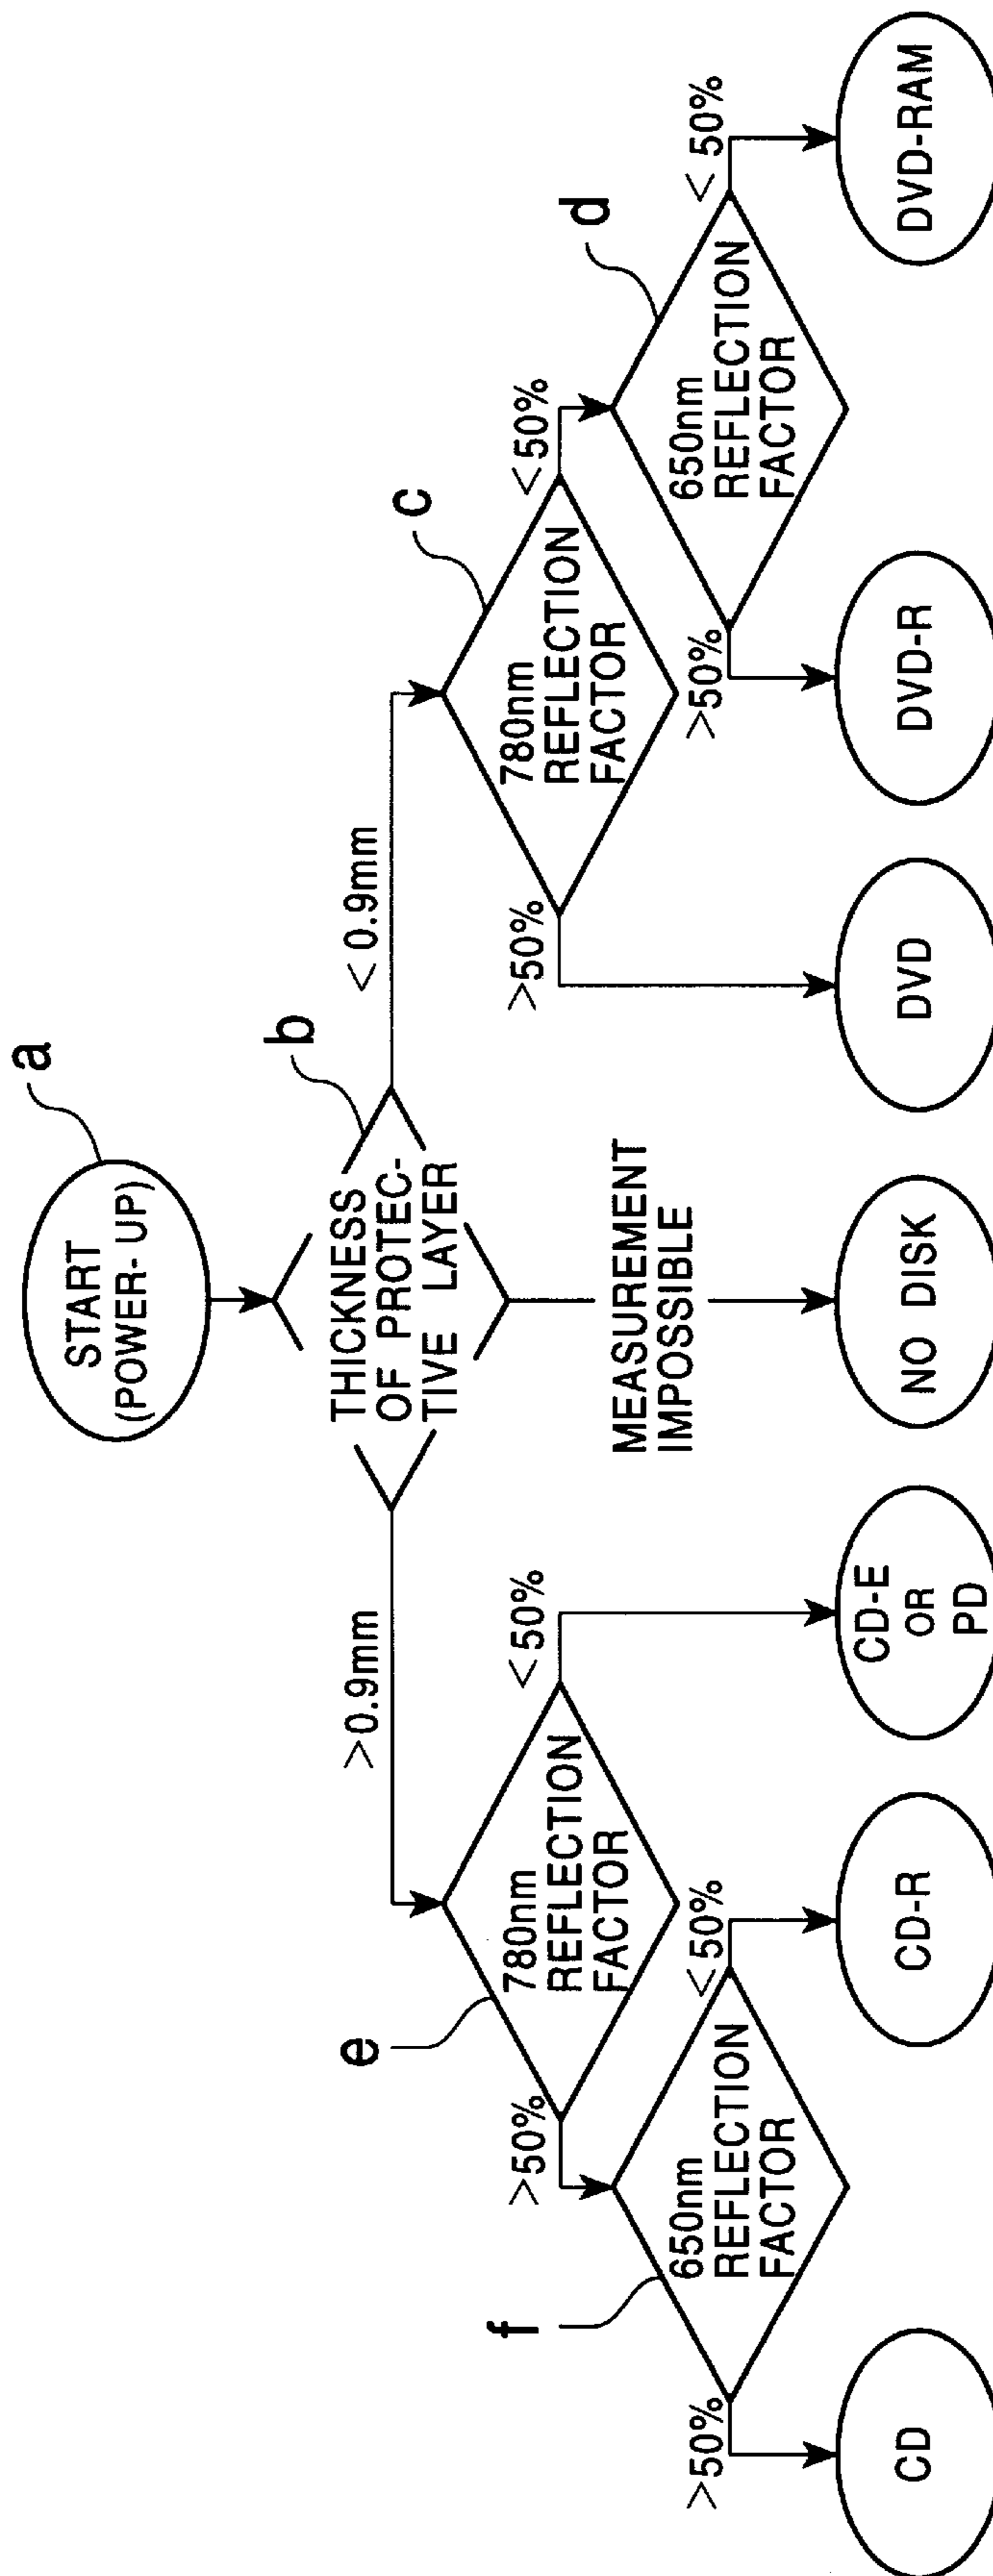 a
START
(POWER-UP)
b
THICKNESS
OF PROTEC-
TIVE LAYER
>0.9mm
<0.9mm
MEASUREMENT
IMPOSSIBLE
e
780nm
REFLECTION
FACTOR
>50%
<50%
c
780nm
REFLECTION
FACTOR
>50%
<50%
f
650nm
REFLECTION
FACTOR
>50%
<50%
d
650nm
REFLECTION
FACTOR
>50%
<50%
CD
CD-R
CD-E
OR
PD
NO DISK
DVD
DVD-R
DVD-RAM